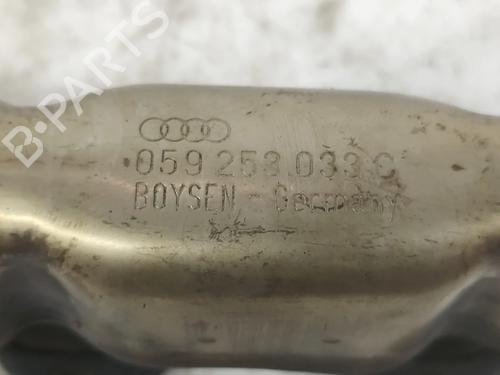 B-PARTS
059 253 033 C
BOYSEN - Germany